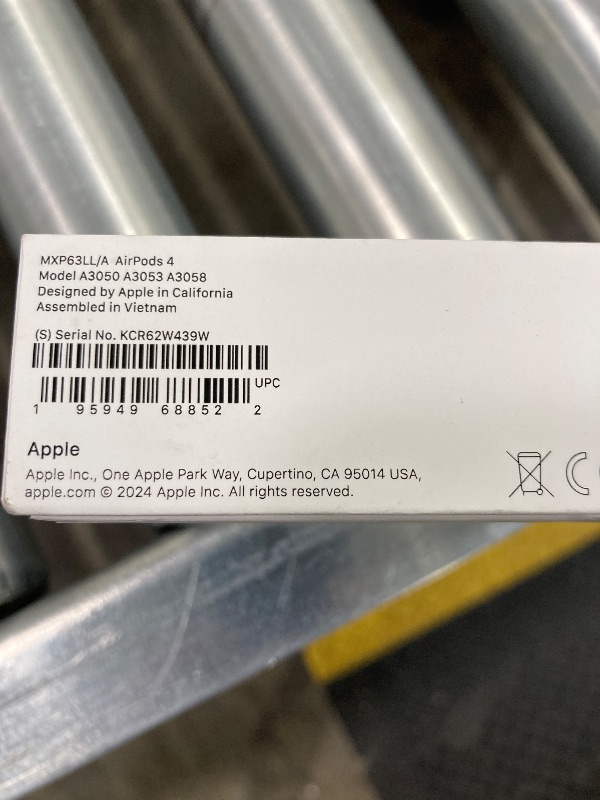 MXP63LL/A AirPods 4
Model A3050 A3053 A3058
Designed by Apple in California
Assembled in Vietnam
(S) Serial No. KCR62W439W
UPC
1 95949 68852 2
Apple
Apple Inc., One Apple Park Way, Cupertino, CA 95014 USA,
apple.com © 2024 Apple Inc. All rights reserved.